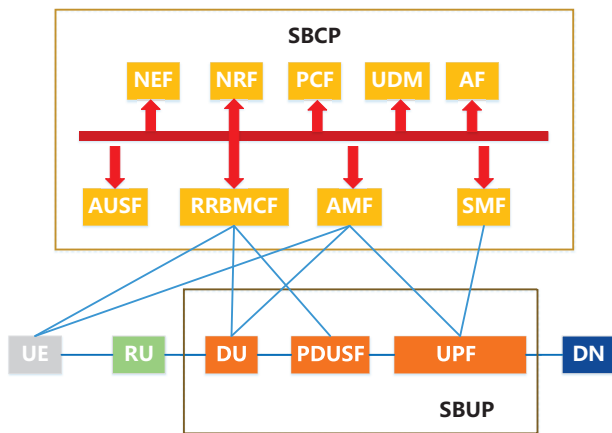 SBCP
NEF NRF PCF UDM AF
AUSF RRBMCF AMF SMF
UE RU DU PDUSF UPF DN
SBUP